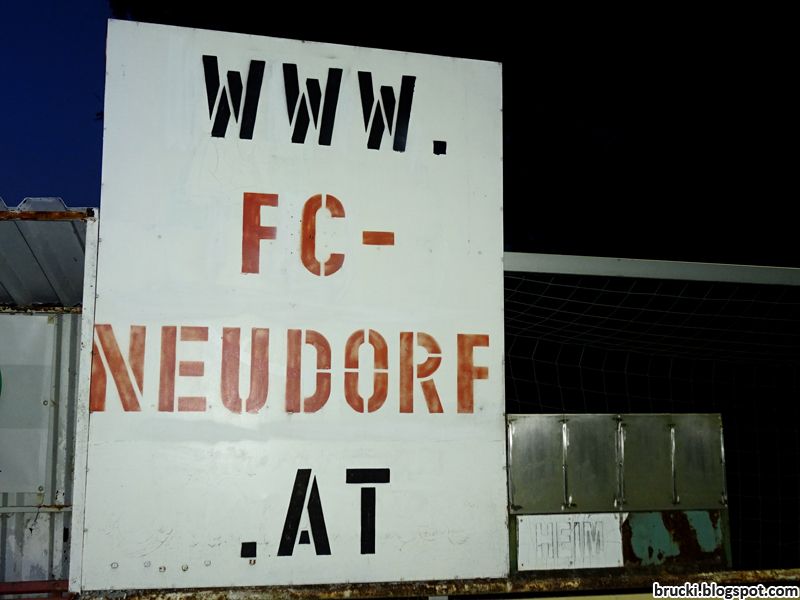 WWW.
FC-
NEUDORF
.AT
HEIM
brucki.blogspot.com